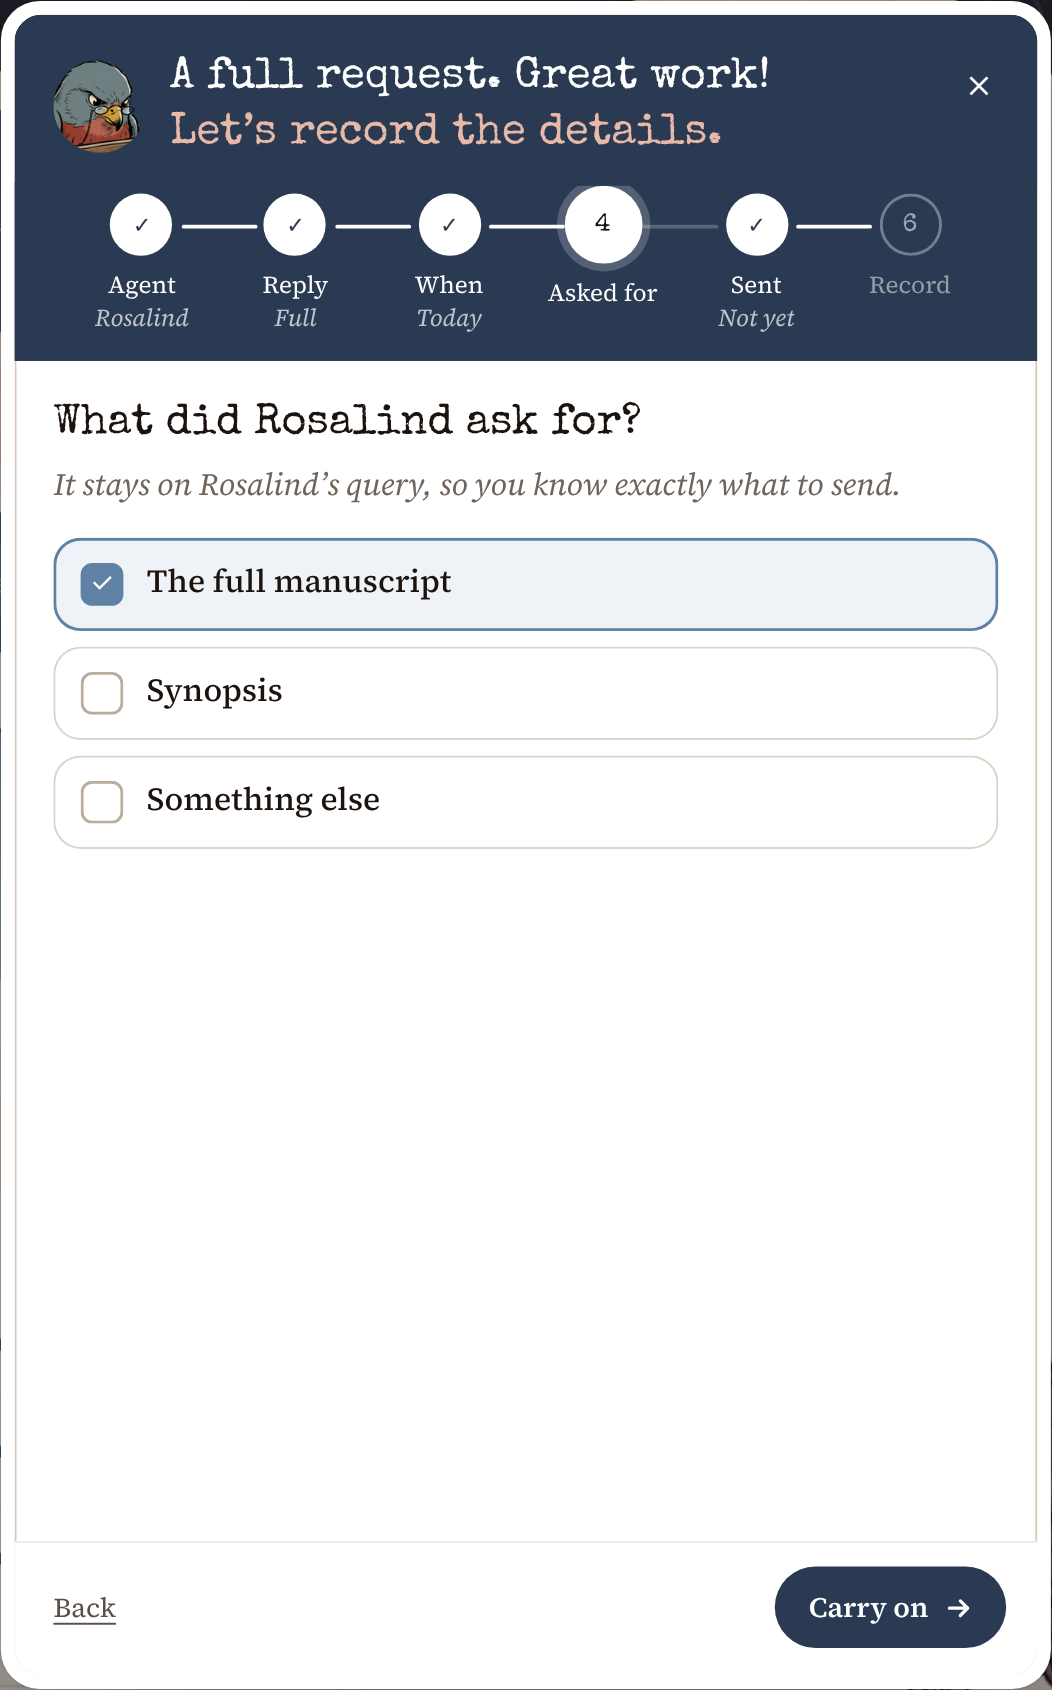 A full request. Great work!
Let's record the details.
✓ ✓ ✓ 4 ✓ 6
Agent Reply When Asked for Sent Record
Rosalind Full Today Not yet
What did Rosalind ask for?
It stays on Rosalind's query, so you know exactly what to send.
The full manuscript
Synopsis
Something else
Back Carry on →